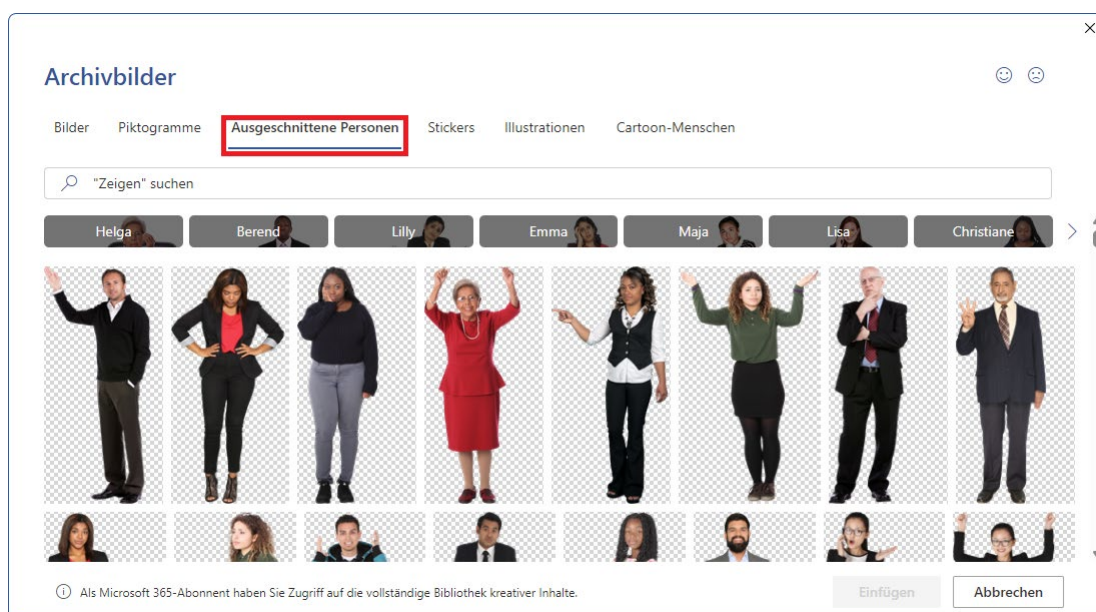 Archivbilder
Bilder Piktogramme Ausgeschnittene Personen Stickers Illustrationen Cartoon-Menschen
"Zeigen" suchen
Helga Berend Lilly Emma Maja Lisa Christiane
Als Microsoft 365-Abonnent haben Sie Zugriff auf die vollständige Bibliothek kreativer Inhalte.
Einfügen Abbrechen